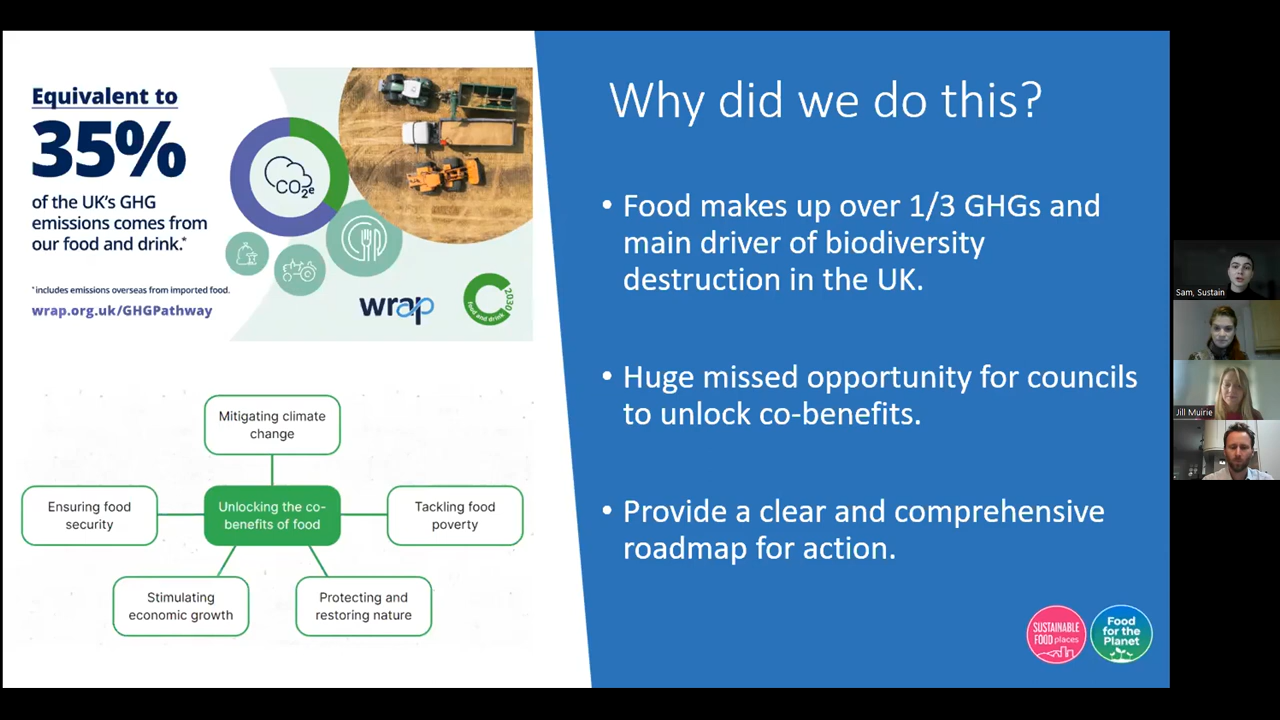 Equivalent to
35%
of the UK's GHG
emissions comes from
our food and drink.*
*includes emissions overseas from imported food.
wrap.org.uk/GHGPathway
CO2e
wrap
food and drink 2030
Mitigating climate
change
Ensuring food
security
Unlocking the co-
benefits of food
Tackling food
poverty
Stimulating
economic growth
Protecting and
restoring nature
Why did we do this?
• Food makes up over 1/3 GHGs and
main driver of biodiversity
destruction in the UK.
• Huge missed opportunity for councils
to unlock co-benefits.
• Provide a clear and comprehensive
roadmap for action.
SUSTAINABLE
FOOD places
Food
for the
Planet
Sam, Sustain
Jill Muirie